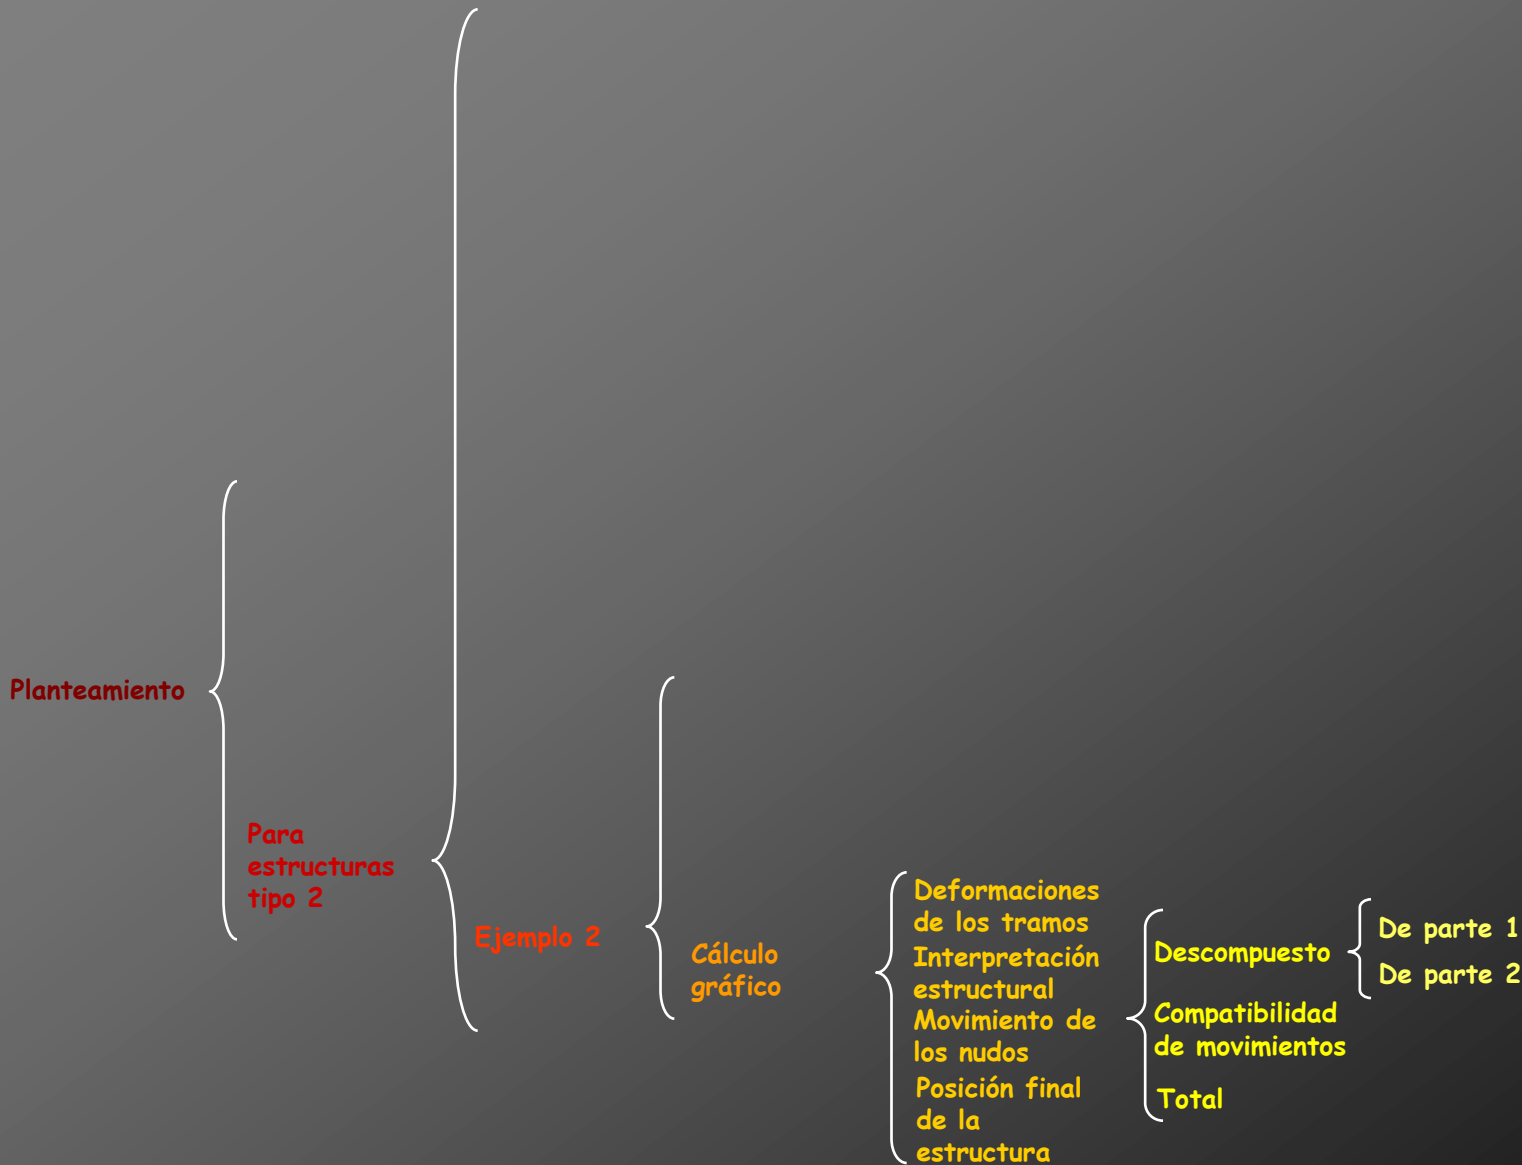 Planteamiento
Para
estructuras
tipo 2
Ejemplo 2
Cálculo
gráfico
Deformaciones
de los tramos
Interpretación
estructural
Movimiento de
los nudos
Posición final
de la
estructura
Descompuesto
Compatibilidad
de movimientos
Total
De parte 1
De parte 2